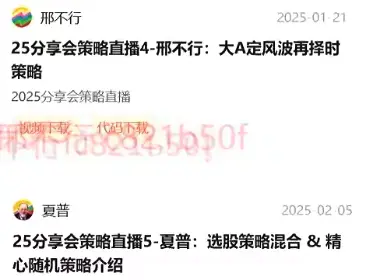 邢不行
2025-01-21
25分享会策略直播4-邢不行：大A定风波再择时
策略
2025分享会策略直播
视频下载 代码下载
夏普
2025-02-05
25分享会策略直播5-夏普：选股策略混合 & 精
心随机策略介绍